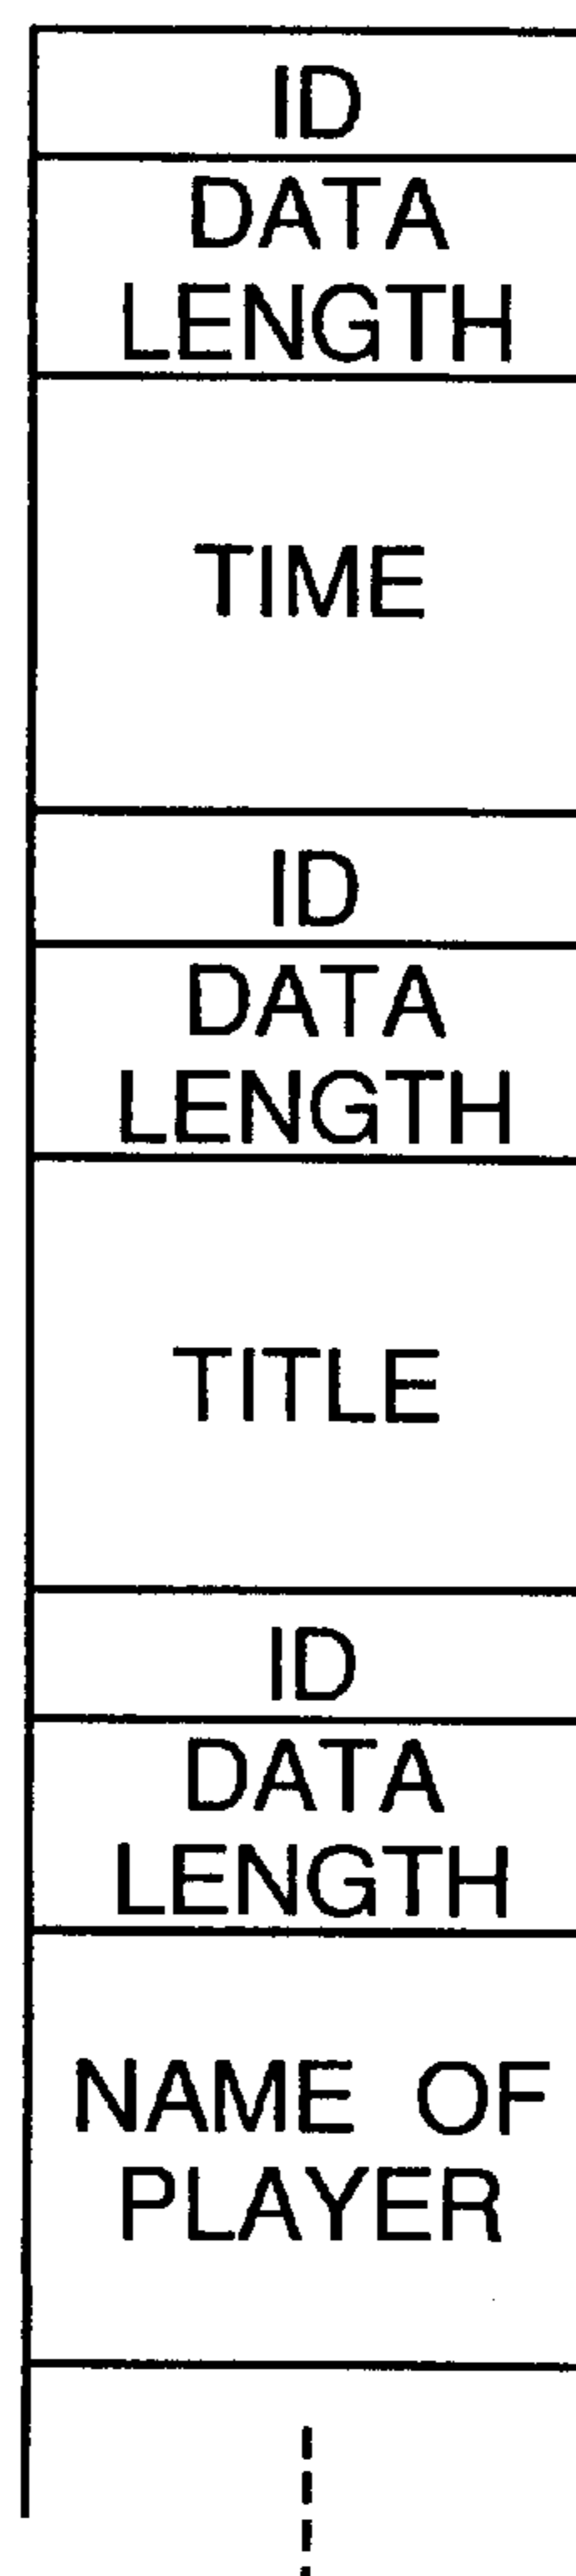 ID
DATA
LENGTH
TIME
ID
DATA
LENGTH
TITLE
ID
DATA
LENGTH
NAME OF
PLAYER